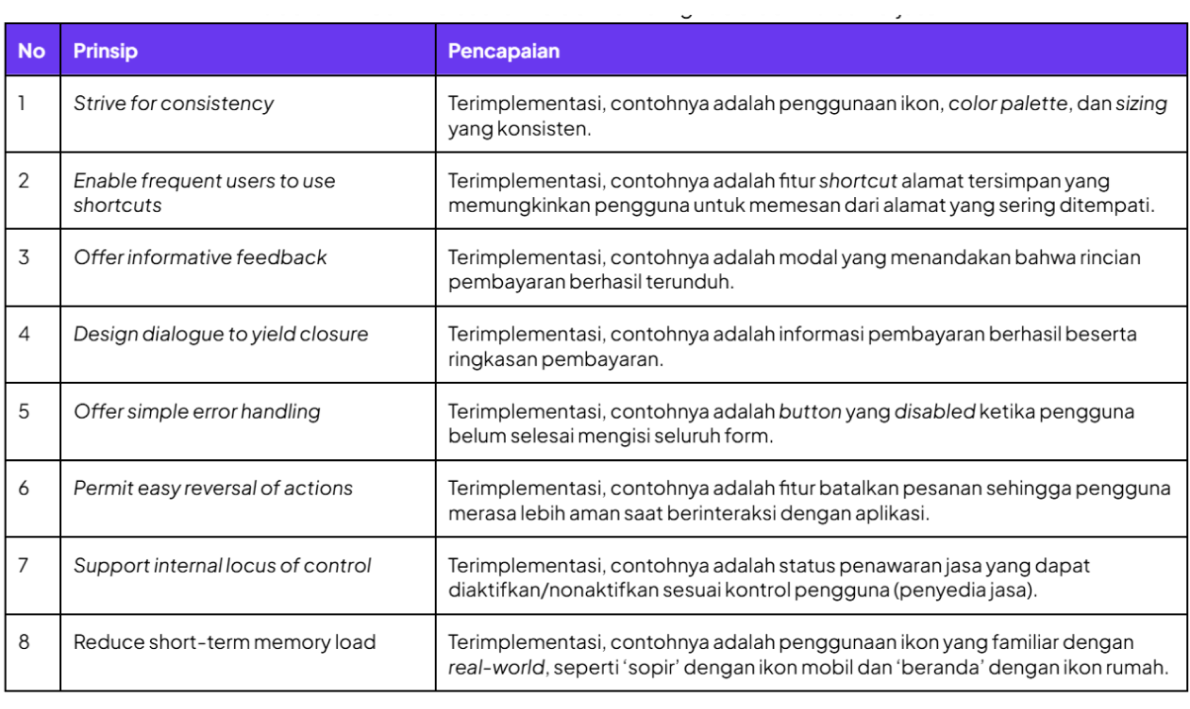 No Prinsip Pencapaian
1 Strive for consistency Terimplementasi, contohnya adalah penggunaan ikon, color palette, dan sizing
yang konsisten.
2 Enable frequent users to use Terimplementasi, contohnya adalah fitur shortcut alamat tersimpan yang
shortcuts memungkinkan pengguna untuk memesan dari alamat yang sering ditempati.
3 Offer informative feedback Terimplementasi, contohnya adalah modal yang menandakan bahwa rincian
pembayaran berhasil terunduh.
4 Design dialogue to yield closure Terimplementasi, contohnya adalah informasi pembayaran berhasil beserta
ringkasan pembayaran.
5 Offer simple error handling Terimplementasi, contohnya adalah button yang disabled ketika pengguna
belum selesai mengisi seluruh form.
6 Permit easy reversal of actions Terimplementasi, contohnya adalah fitur batalkan pesanan sehingga pengguna
merasa lebih aman saat berinteraksi dengan aplikasi.
7 Support internal locus of control Terimplementasi, contohnya adalah status penawaran jasa yang dapat
diaktifkan/nonaktifkan sesuai kontrol pengguna (penyedia jasa).
8 Reduce short-term memory load Terimplementasi, contohnya adalah penggunaan ikon yang familiar dengan
real-world, seperti ‘sopir’ dengan ikon mobil dan ‘beranda’ dengan ikon rumah.